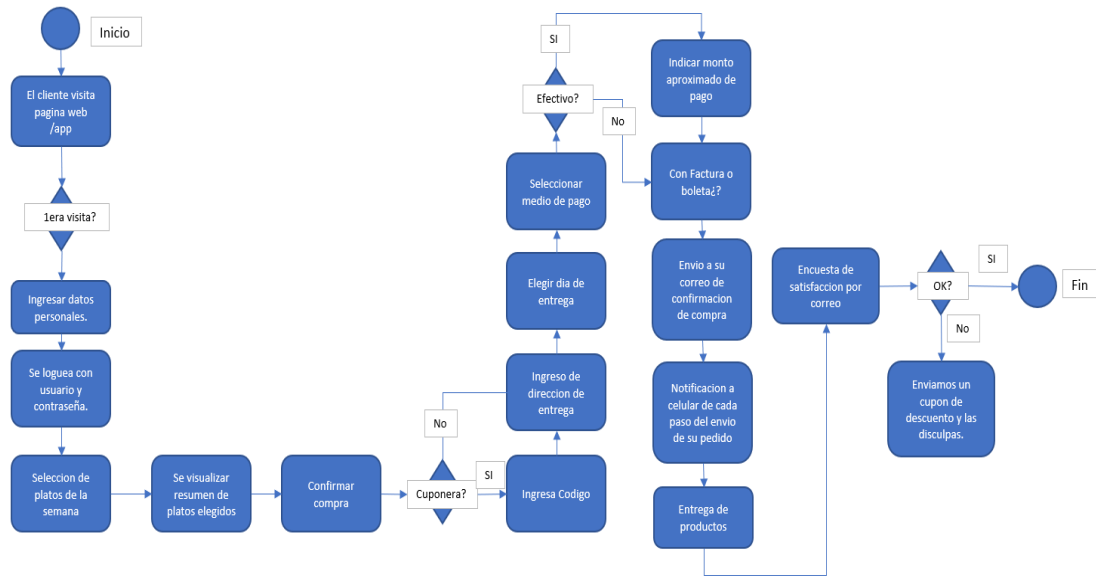 Inicio
El cliente visita
pagina web
/app
1era visita?
Ingresar datos
personales.
Se loguea con
usuario y
contraseña.
Seleccion de
platos de la
semana
Se visualizar
resumen de
platos elegidos
Confirmar
compra
Cuponera?
No
SI
Ingresa Codigo
Ingreso de
direccion de
entrega
Elegir dia de
entrega
Seleccionar
medio de pago
Efectivo?
SI
No
Indicar monto
aproximado de
pago
Con Factura o
boleta¿?
Envio a su
correo de
confirmacion
de compra
Notificacion a
celular de cada
paso del envio
de su pedido
Entrega de
productos
Encuesta de
satisfaccion por
correo
OK?
SI
No
Fin
Enviamos un
cupon de
descuento y las
disculpas.